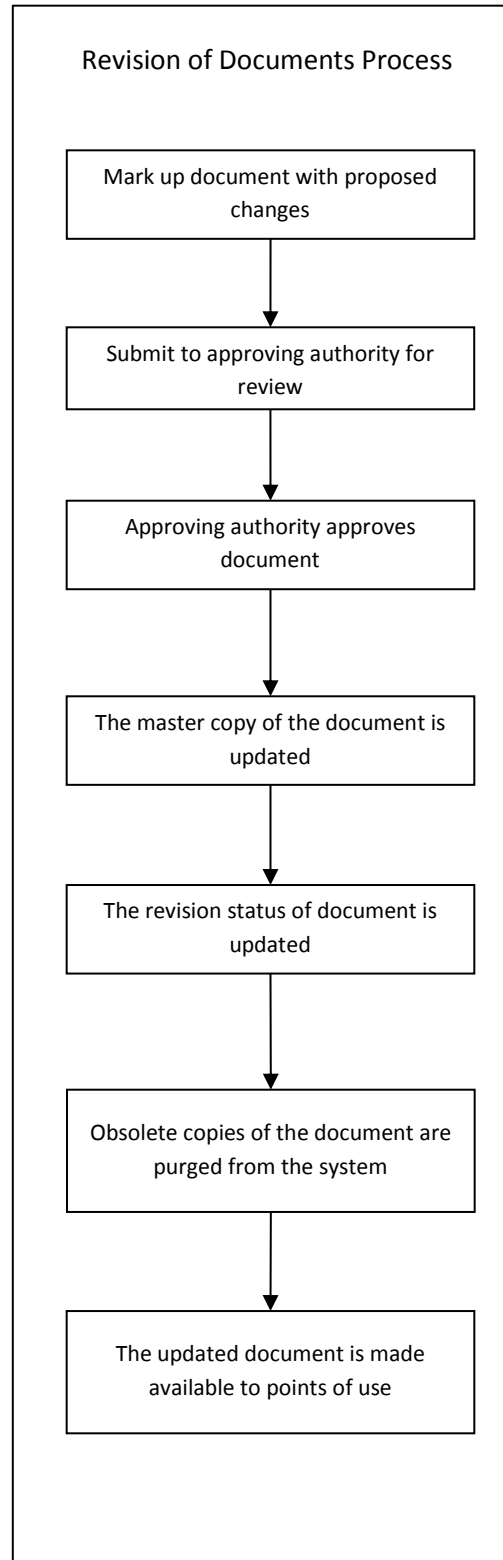 Revision of Documents Process
Mark up document with proposed
changes
Submit to approving authority for
review
Approving authority approves
document
The master copy of the document is
updated
The revision status of document is
updated
Obsolete copies of the document are
purged from the system
The updated document is made
available to points of use